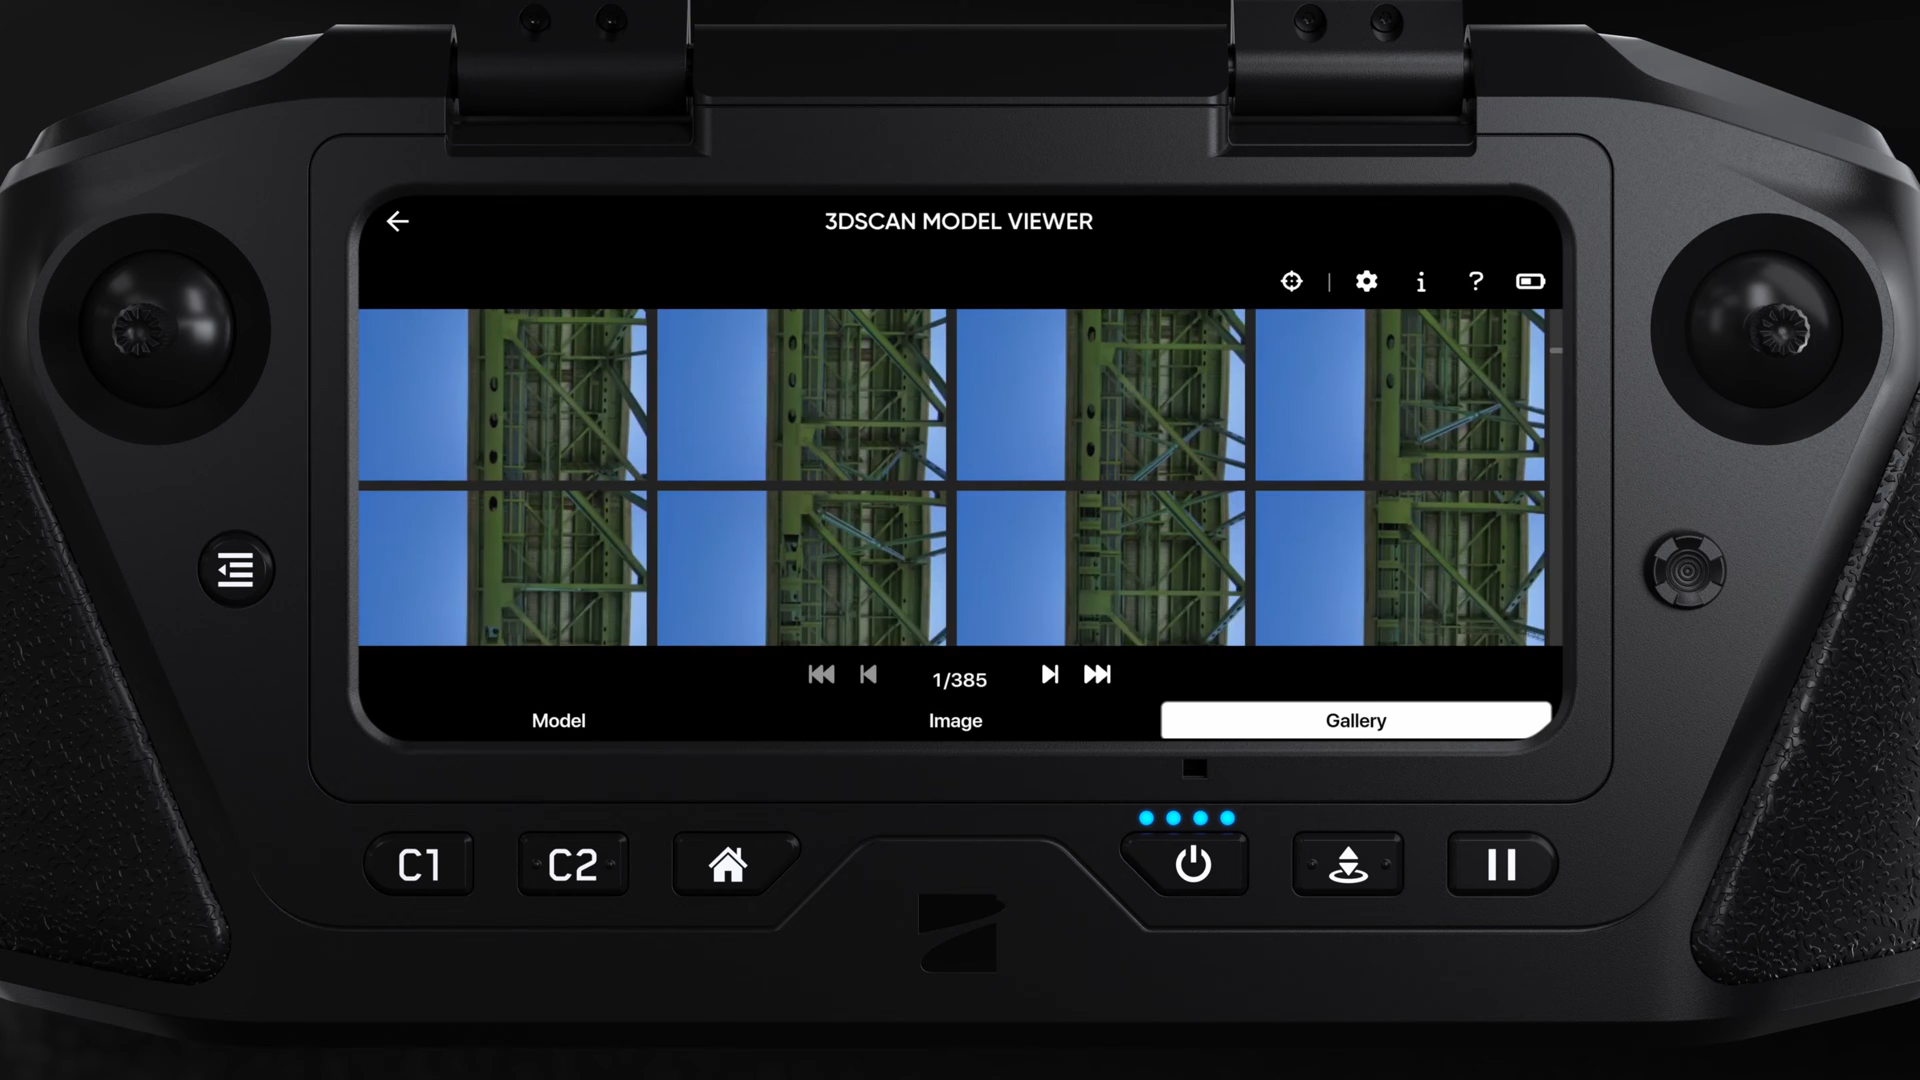 3DSCAN MODEL VIEWER
i ?
1/385
Model Image Gallery
C1 C2